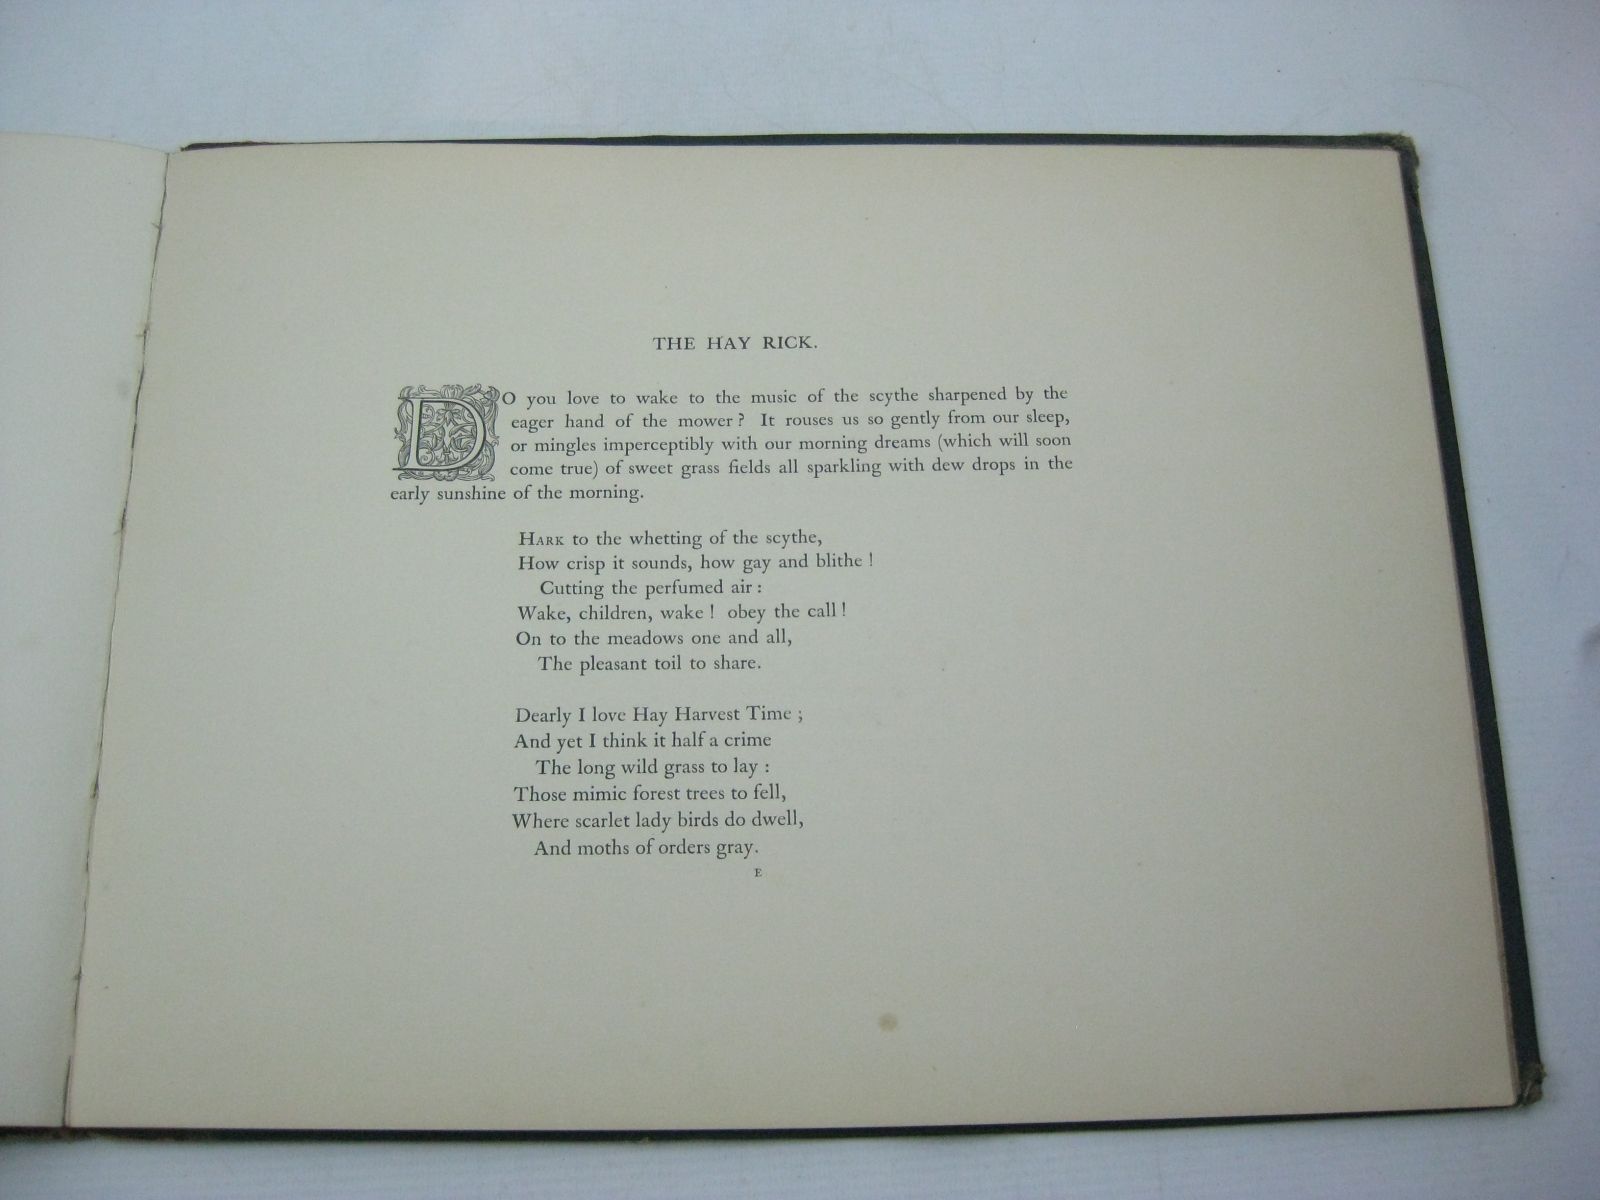 THE HAY RICK.
DO you love to wake to the music of the scythe sharpened by the
eager hand of the mower ? It rouses us so gently from our sleep,
or mingles imperceptibly with our morning dreams (which will soon
come true) of sweet grass fields all sparkling with dew drops in the
early sunshine of the morning.
HARK to the whetting of the scythe,
How crisp it sounds, how gay and blithe !
Cutting the perfumed air :
Wake, children, wake ! obey the call !
On to the meadows one and all,
The pleasant toil to share.
Dearly I love Hay Harvest Time ;
And yet I think it half a crime
The long wild grass to lay :
Those mimic forest trees to fell,
Where scarlet lady birds do dwell,
And moths of orders gray.
E